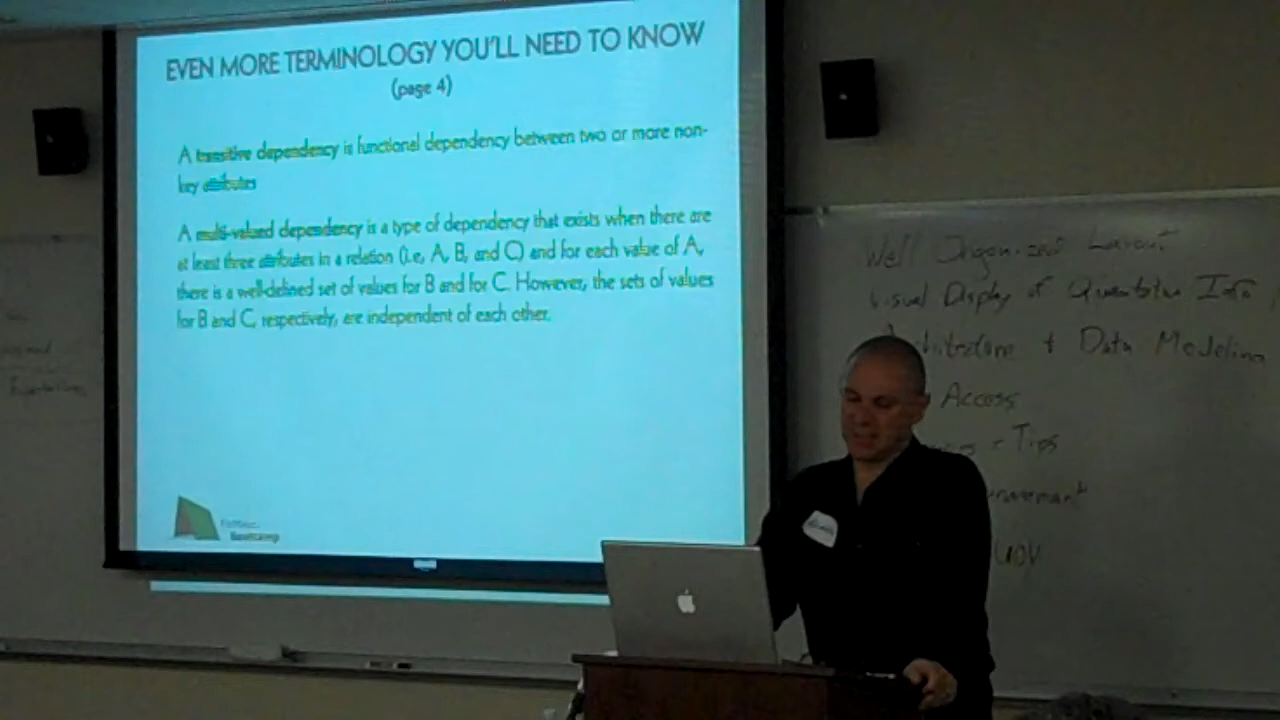 EVEN MORE TERMINOLOGY YOU'LL NEED TO KNOW
(page 4)
A transitive dependency is functional dependency between two or more non-
key attributes
A multi-valued dependency is a type of dependency that exists when there are
at least three attributes in a relation (i.e, A, B, and C) and for each value of A,
there is a well-defined set of values for B and for C. However, the sets of values
for B and C, respectively, are independent of each other.
Bootcamp
Well Organized Layout
Visual Display of Quantitative Info
Architecture + Data Modeling
Access
Tips